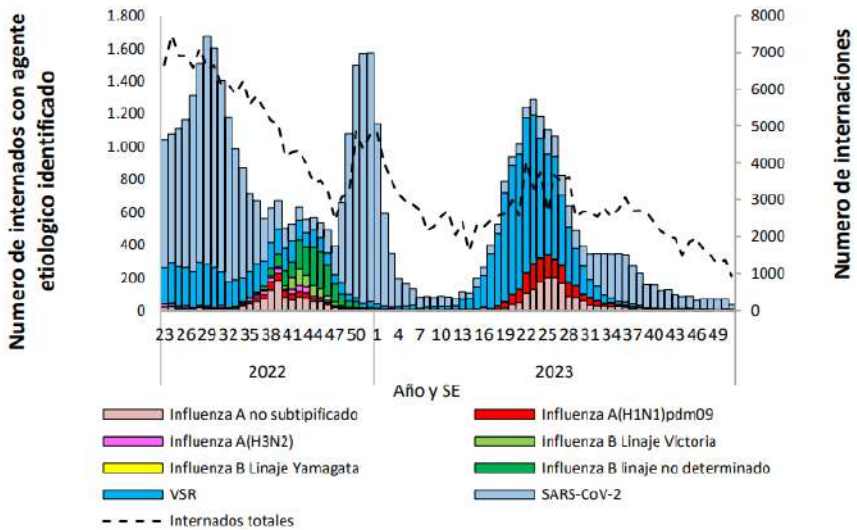 Numero de internados con agente
etiologico identificado
1.800
1.600
1.400
1.200
1.000
800
600
400
200
0
8000
7000
6000
5000
4000
3000
2000
1000
0
Numero de internaciones
23 26 29 32 35 38 41 44 47 50 1 4 7 10 13 16 19 22 25 28 31 34 37 40 43 46 49
2022 2023
Año y SE
Influenza A no subtipificado Influenza A(H1N1)pdm09
Influenza A(H3N2) Influenza B Linaje Victoria
Influenza B Linaje Yamagata Influenza B linaje no determinado
VSR SARS-CoV-2
Internados totales